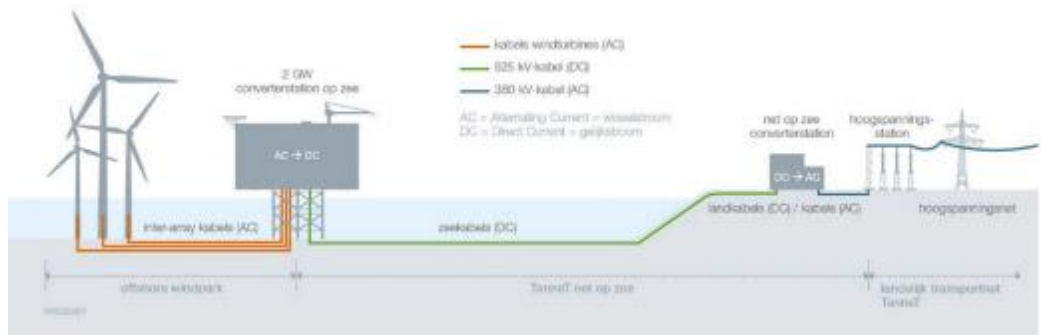 kabels windturbines (AC)
525 kV-kabel (DC)
380 kV-kabel (AC)
AC = Alternating Current = wisselstroom
DC = Direct Current = gelijkstroom
2 GW
converterstation op zee
AC → DC
net op zee
converterstation
DC → AC
hoogspannings-
station
inter-array kabels (AC)
zeekabels (DC)
landkabels (DC) / kabels (AC)
hoogspanningsnet
offshore windpark
TenneT net op zee
landelijk transportnet
TenneT